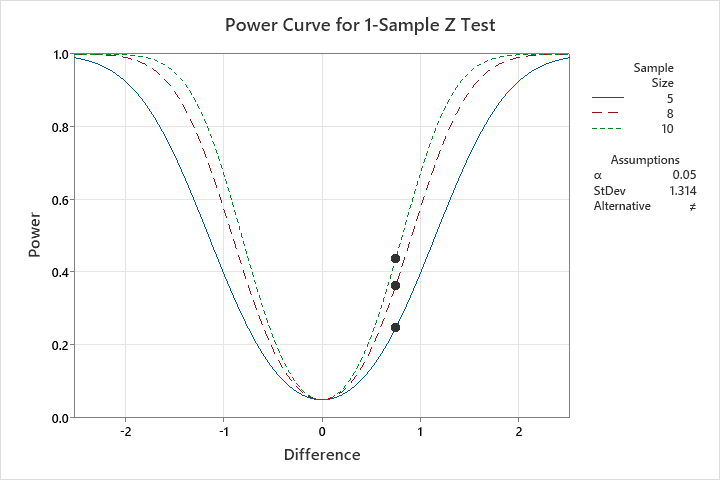 Power Curve for 1-Sample Z Test
1.0
0.8
0.6
0.4
0.2
0.0
Power
-2 -1 0 1 2
Difference
Sample
Size
5
8
10
Assumptions
α 0.05
StDev 1.314
Alternative ≠